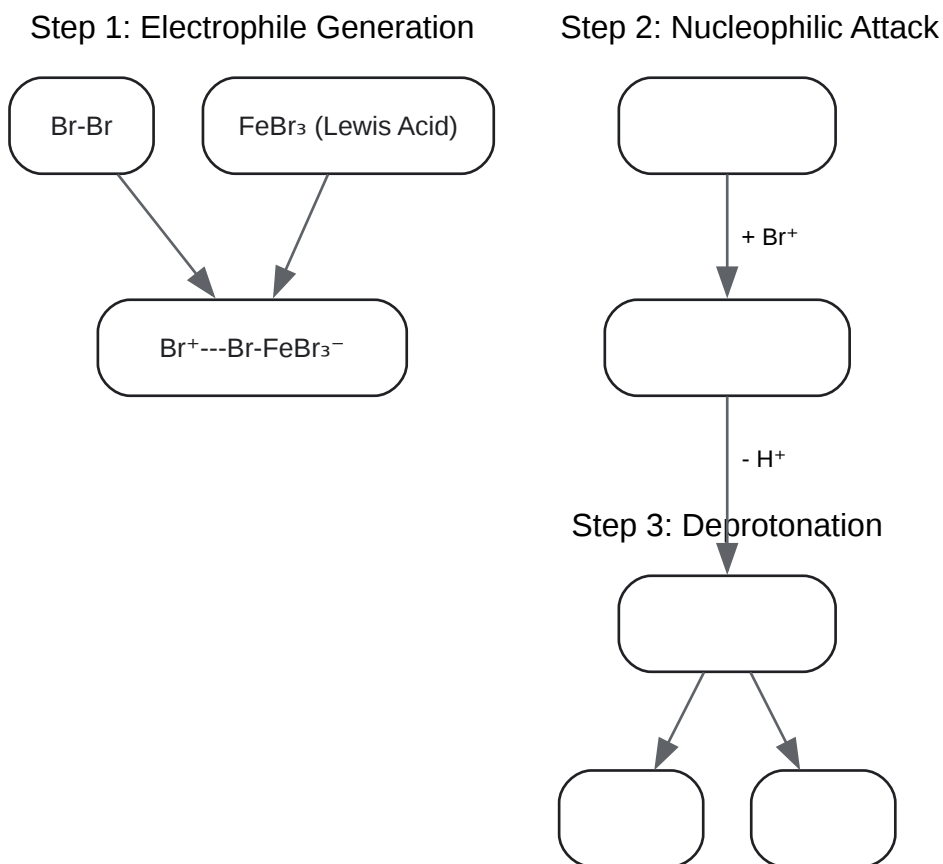 Step 1: Electrophile Generation
Br-Br
FeBr₃ (Lewis Acid)
Br⁺---Br-FeBr₃⁻
Step 2: Nucleophilic Attack
+ Br⁺
- H⁺
Step 3: Deprotonation